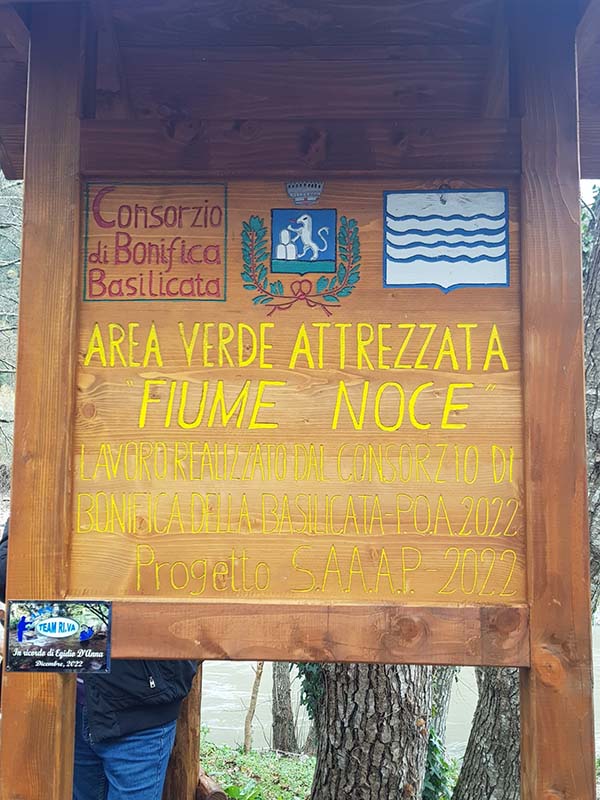 Consorzio
di Bonifica
Basilicata
AREA VERDE ATTREZZATA
"FIUME NOCE"
LAVORO REALIZZATO DAL CONSORZIO DI
BONIFICA DELLA BASILICATA-P.O.A.2022
Progetto S.A.A.A.P.-2022
TEAM RI.VA
In ricordo di Egidio D'Anna
Dicembre, 2022